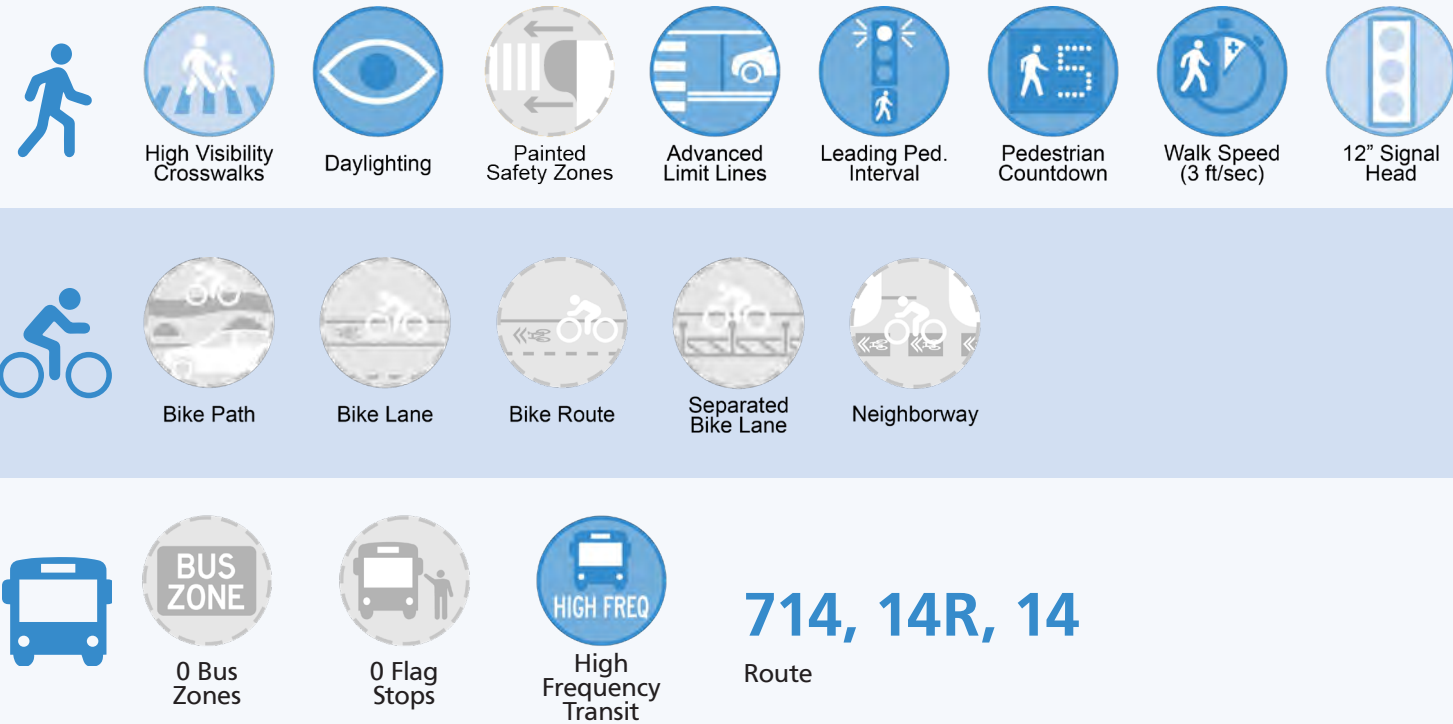 5
High Visibility
Crosswalks
Daylighting
Painted
Safety Zones
Advanced
Limit Lines
Leading Ped.
Interval
Pedestrian
Countdown
Walk Speed
(3 ft/sec)
12” Signal
Head
Bike Path
Bike Lane
Bike Route
Separated
Bike Lane
Neighborway
BUS
ZONE
HIGH FREQ
0 Bus
Zones
0 Flag
Stops
High
Frequency
Transit
714, 14R, 14
Route